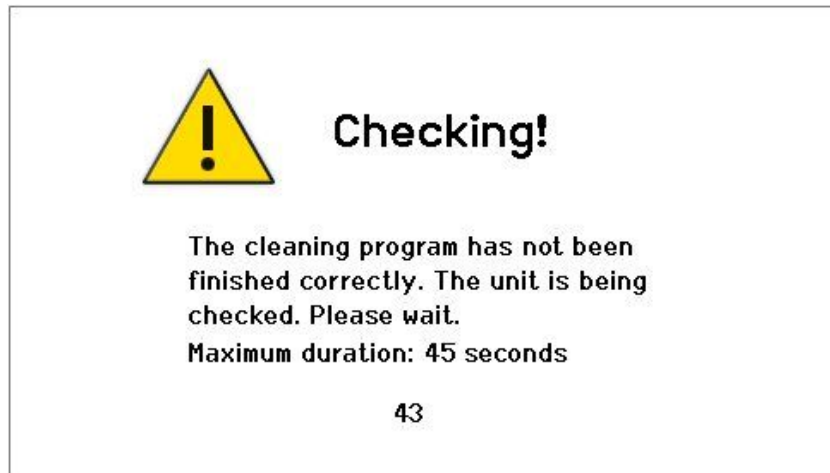 Checking!
The cleaning program has not been
finished correctly. The unit is being
checked. Please wait.
Maximum duration: 45 seconds
43